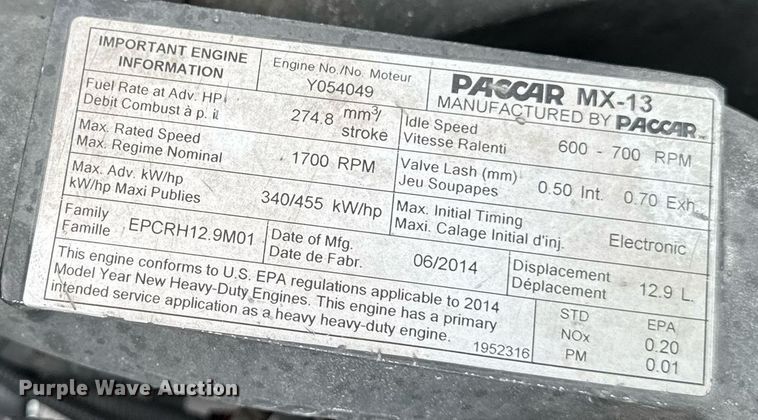 IMPORTANT ENGINE
INFORMATION
Engine No./No. Moteur
Y054049
PACCAR MX-13
MANUFACTURED BY PACCAR
Fuel Rate at Adv. HP
Debit Combust à p.
274.8 mm³/
stroke
Idle Speed
Vitesse Ralenti
600 - 700 RPM
Max. Rated Speed
Max. Regime Nominal
1700 RPM
Valve Lash (mm)
Jeu Soupapes
0.50 Int. 0.70 Exh.
Max. Adv. kW/hp
kW/hp Maxi Publies
340/455 kW/hp
Max. Initial Timing
Maxi. Calage Initial d'inj.
Electronic
Family
Famille
EPCRH12.9M01
Date of Mfg.
Date de Fabr.
06/2014
Displacement
Déplacement
12.9 L.
This engine conforms to U.S. EPA regulations applicable to 2014
Model Year New Heavy-Duty Engines. This engine has a primary
intended service application as a heavy heavy-duty engine.
1952316
STD EPA
NOx 0.20
PM 0.01
Purple Wave Auction